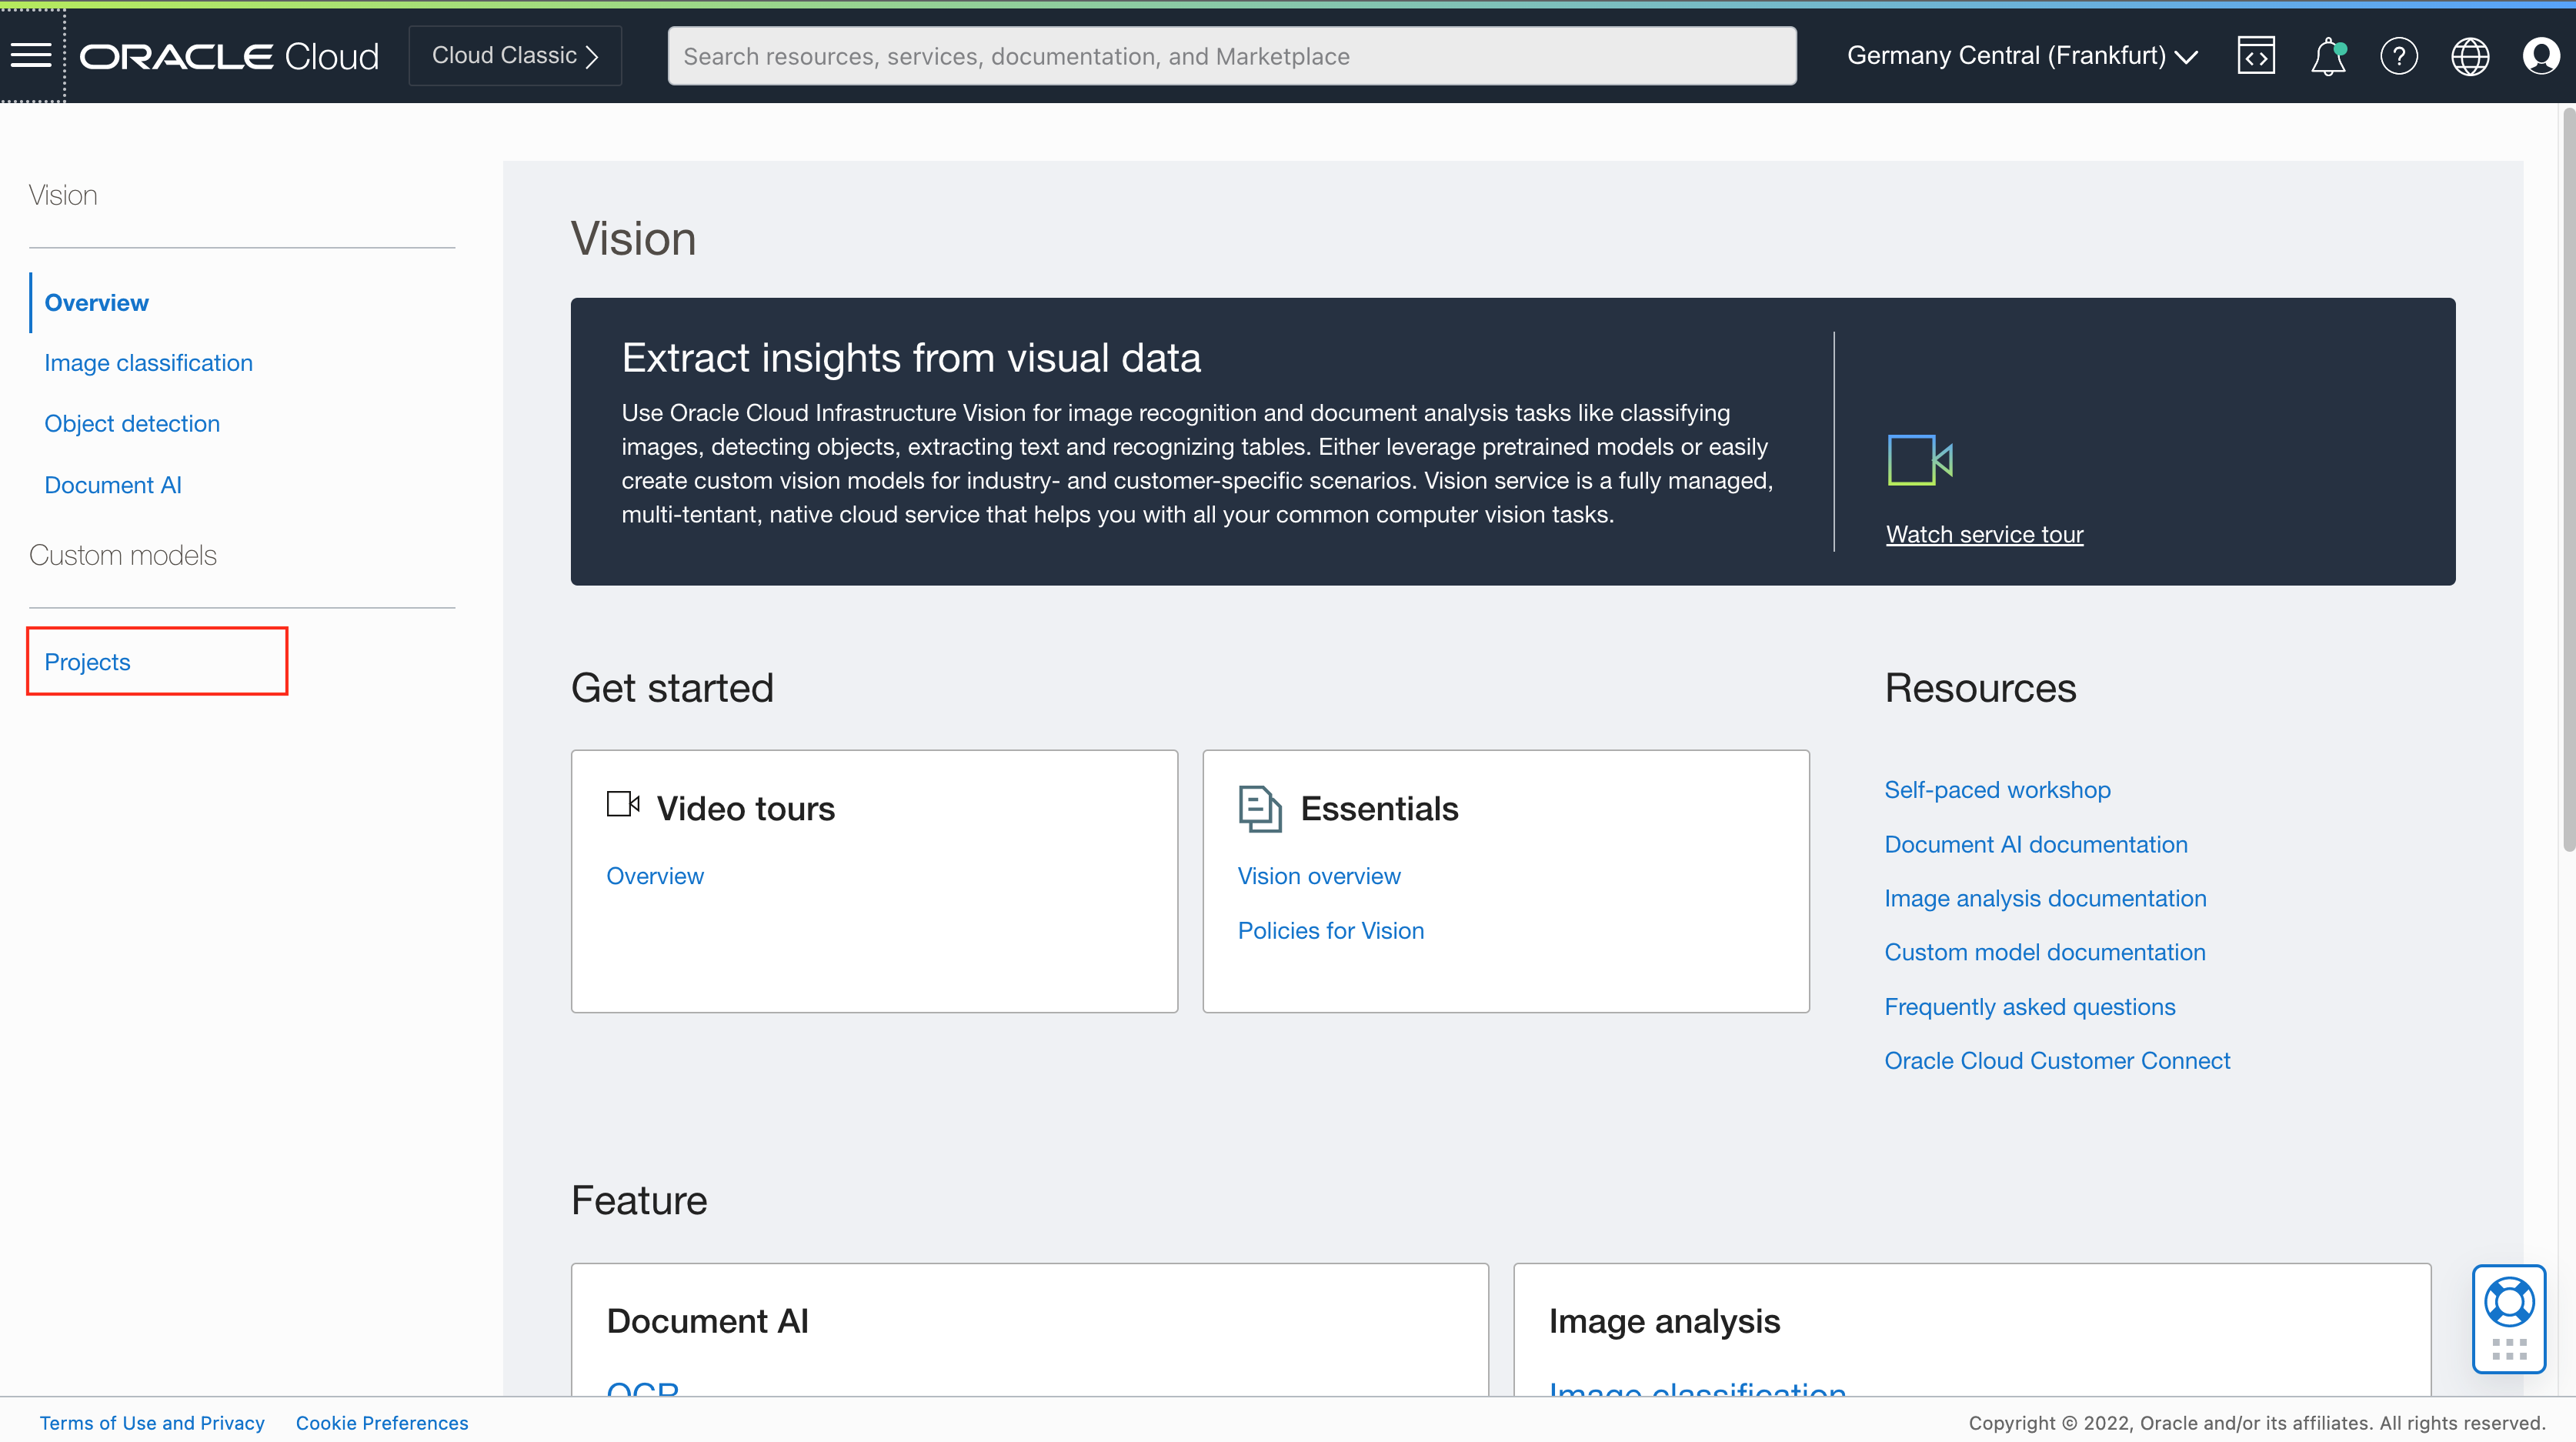 ORACLE Cloud
Cloud Classic
Search resources, services, documentation, and Marketplace
Germany Central (Frankfurt)
Vision
Overview
Image classification
Object detection
Document AI
Custom models
Projects
Vision
Extract insights from visual data
Use Oracle Cloud Infrastructure Vision for image recognition and document analysis tasks like classifying
images, detecting objects, extracting text and recognizing tables. Either leverage pretrained models or easily
create custom vision models for industry- and customer-specific scenarios. Vision service is a fully managed,
multi-tentant, native cloud service that helps you with all your common computer vision tasks.
Watch service tour
Get started
Video tours
Overview
Essentials
Vision overview
Policies for Vision
Resources
Self-paced workshop
Document AI documentation
Image analysis documentation
Custom model documentation
Frequently asked questions
Oracle Cloud Customer Connect
Feature
Document AI
OCR
Image analysis
Image classification
Terms of Use and Privacy
Cookie Preferences
Copyright © 2022, Oracle and/or its affiliates. All rights reserved.